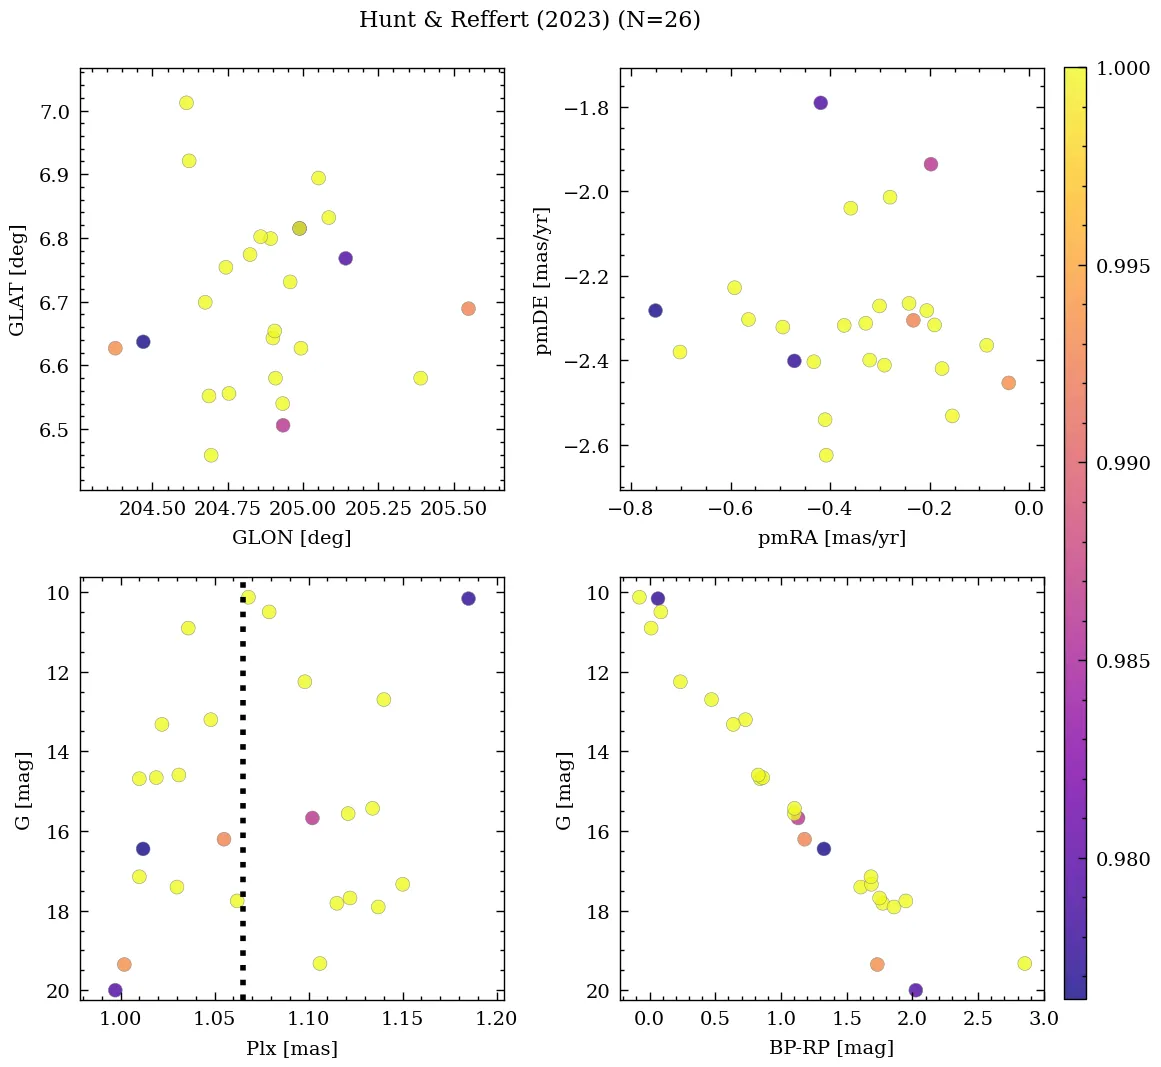 Hunt & Reffert (2023) (N=26)
7.0
6.9
6.8
6.7
6.6
6.5
GLAT [deg]
204.50 204.75 205.00 205.25 205.50
GLON [deg]
−1.8
−2.0
−2.2
−2.4
−2.6
pmDE [mas/yr]
−0.8 −0.6 −0.4 −0.2 0.0
pmRA [mas/yr]
1.000
0.995
0.990
0.985
0.980
10
12
14
16
18
20
G [mag]
1.00 1.05 1.10 1.15 1.20
Plx [mas]
10
12
14
16
18
20
G [mag]
0.0 0.5 1.0 1.5 2.0 2.5 3.0
BP-RP [mag]